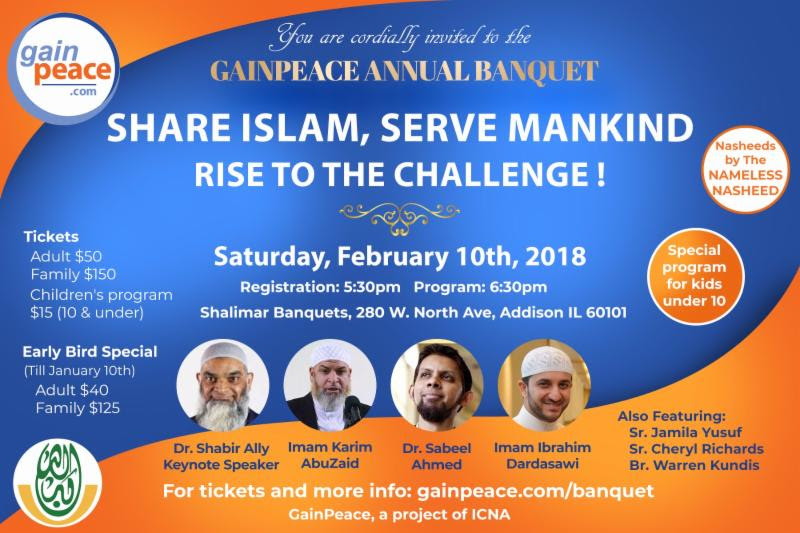 gain
peace
.com
You are cordially invited to the
GAINPEACE ANNUAL BANQUET
SHARE ISLAM, SERVE MANKIND
RISE TO THE CHALLENGE !
Nasheeds
by The
NAMELESS
NASHEED
Tickets
Adult $50
Family $150
Children's program
$15 (10 & under)
Saturday, February 10th, 2018
Registration: 5:30pm Program: 6:30pm
Shalimar Banquets, 280 W. North Ave, Addison IL 60101
Special
program
for kids
under 10
Early Bird Special
(Till January 10th)
Adult $40
Family $125
Dr. Shabir Ally
Keynote Speaker
Imam Karim
AbuZaid
Dr. Sabeel
Ahmed
Imam Ibrahim
Dardasawi
Also Featuring:
Sr. Jamila Yusuf
Sr. Cheryl Richards
Br. Warren Kundis
For tickets and more info: gainpeace.com/banquet
GainPeace, a project of ICNA